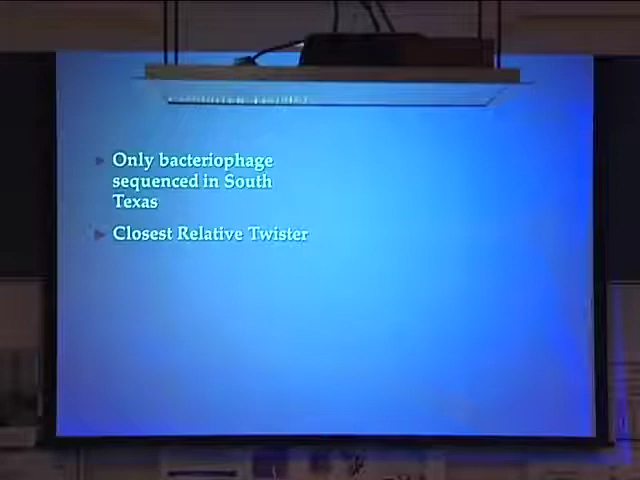 Only bacteriophage
sequenced in South
Texas
Closest Relative Twister